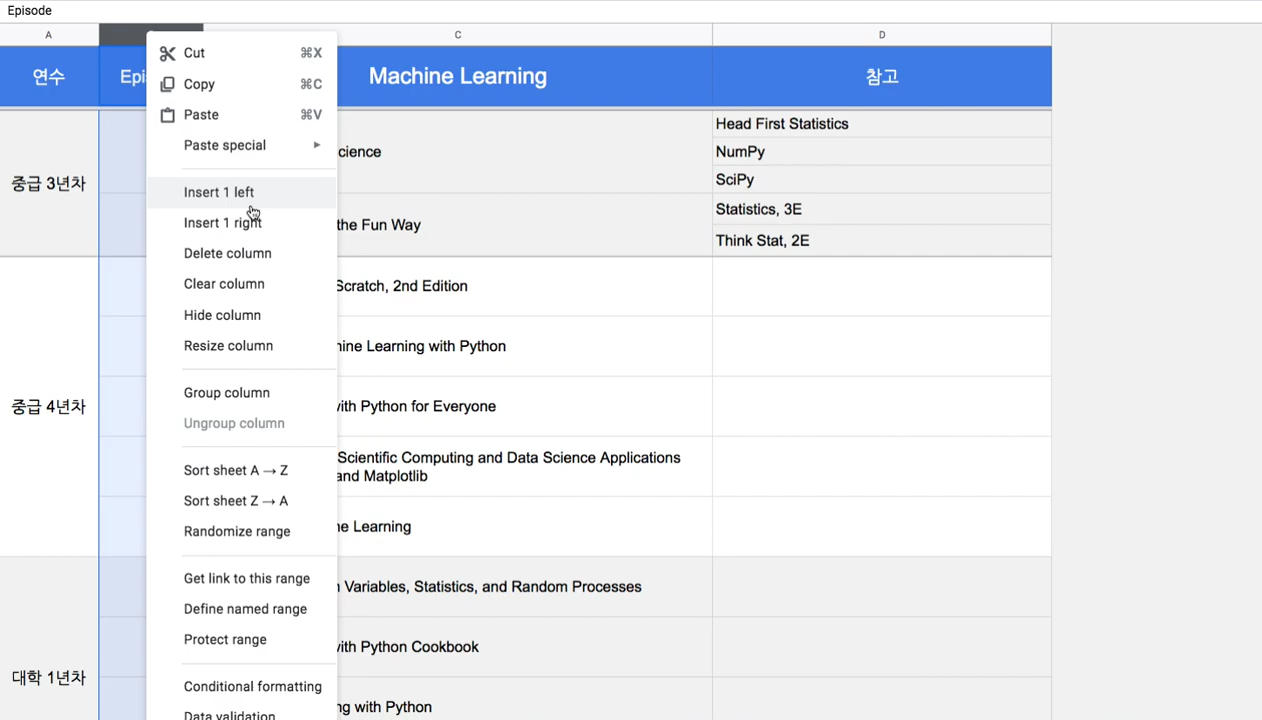 Episode
A
C
D
연수
Epi
Machine Learning
참고
Cut ⌘X
Copy ⌘C
Paste ⌘V
Paste special
Insert 1 left
Insert 1 right
Delete column
Clear column
Hide column
Resize column
Group column
Ungroup column
Sort sheet A → Z
Sort sheet Z → A
Randomize range
Get link to this range
Define named range
Protect range
Conditional formatting
Data validation
중급 3년차
cience
the Fun Way
Head First Statistics
NumPy
SciPy
Statistics, 3E
Think Stat, 2E
중급 4년차
Scratch, 2nd Edition
ine Learning with Python
ith Python for Everyone
Scientific Computing and Data Science Applications
and Matplotlib
e Learning
대학 1년차
Variables, Statistics, and Random Processes
ith Python Cookbook
ng with Python